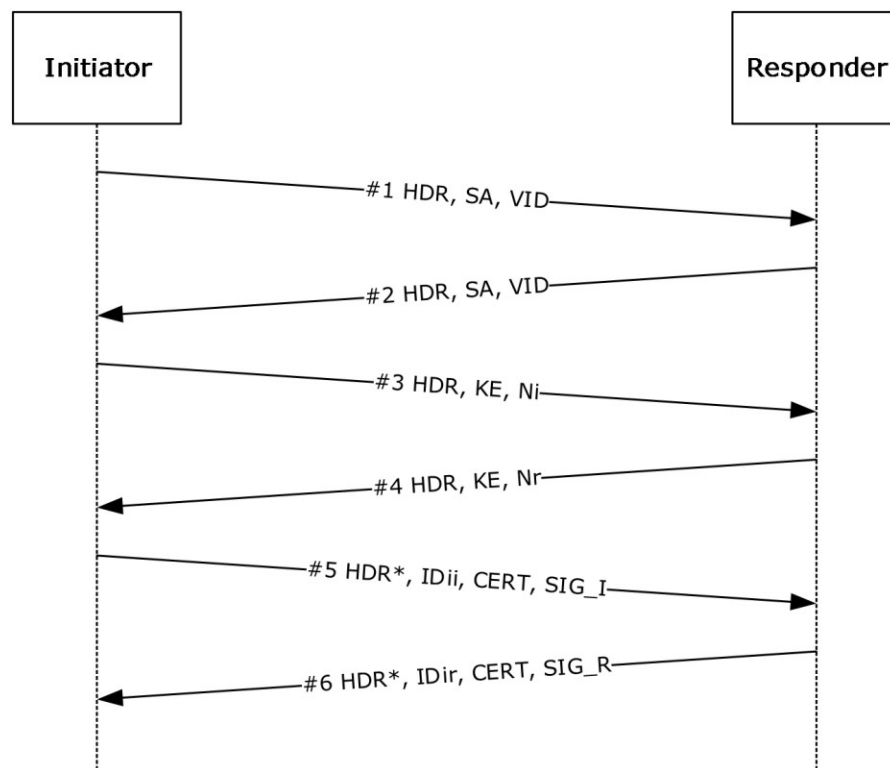 Initiator
Responder
#1 HDR, SA, VID
#2 HDR, SA, VID
#3 HDR, KE, Ni
#4 HDR, KE, Nr
#5 HDR*, IDii, CERT, SIG_I
#6 HDR*, IDir, CERT, SIG_R